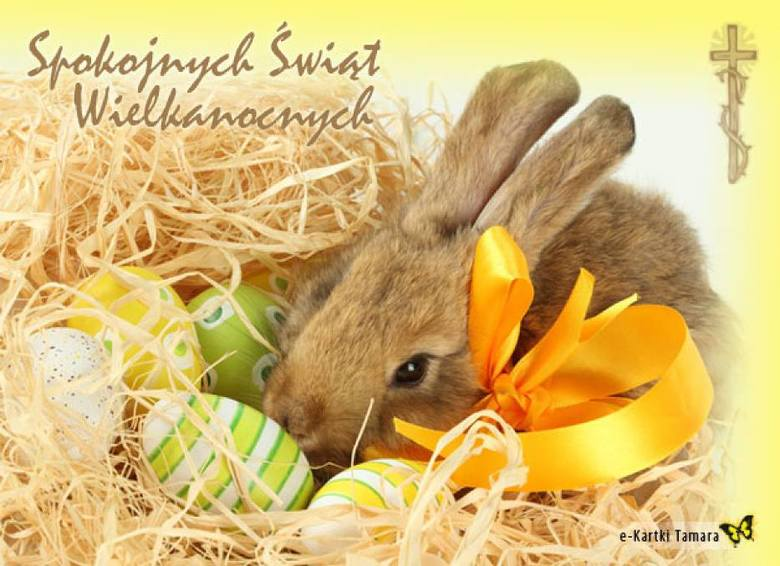 Spokojnych Świąt
Wielkanocnych
e-Kartki Tamara